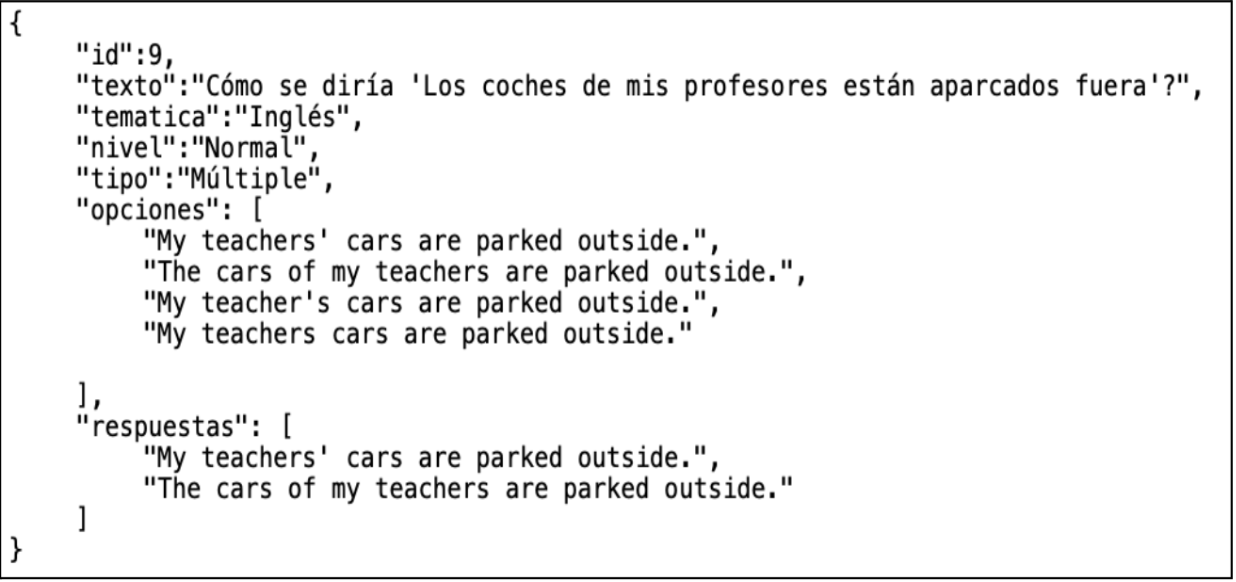 {
"id":9,
"texto":"Cómo se diría 'Los coches de mis profesores están aparcados fuera'?",
"tematica":"Inglés",
"nivel":"Normal",
"tipo":"Múltiple",
"opciones": [
"My teachers' cars are parked outside.",
"The cars of my teachers are parked outside.",
"My teacher's cars are parked outside.",
"My teachers cars are parked outside."
],
"respuestas": [
"My teachers' cars are parked outside.",
"The cars of my teachers are parked outside."
]
}